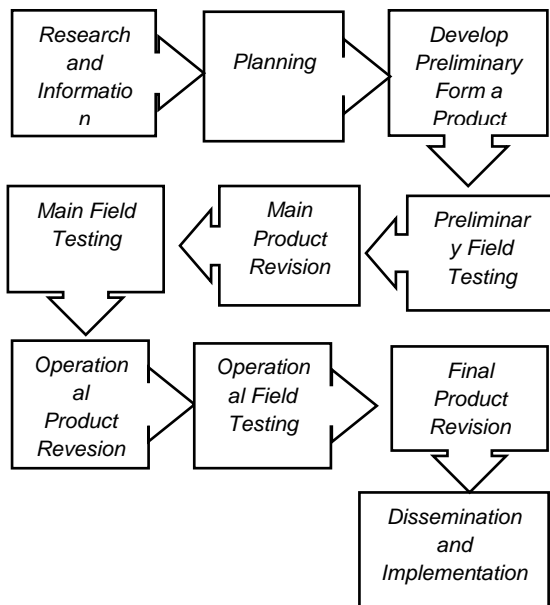 Research
and
Informatio
n
Planning
Develop
Preliminary
Form a
Product
Preliminar
y Field
Testing
Main
Product
Revision
Main Field
Testing
Operation
al
Product
Revesion
Operation
al Field
Testing
Final
Product
Revision
Dissemination
and
Implementation